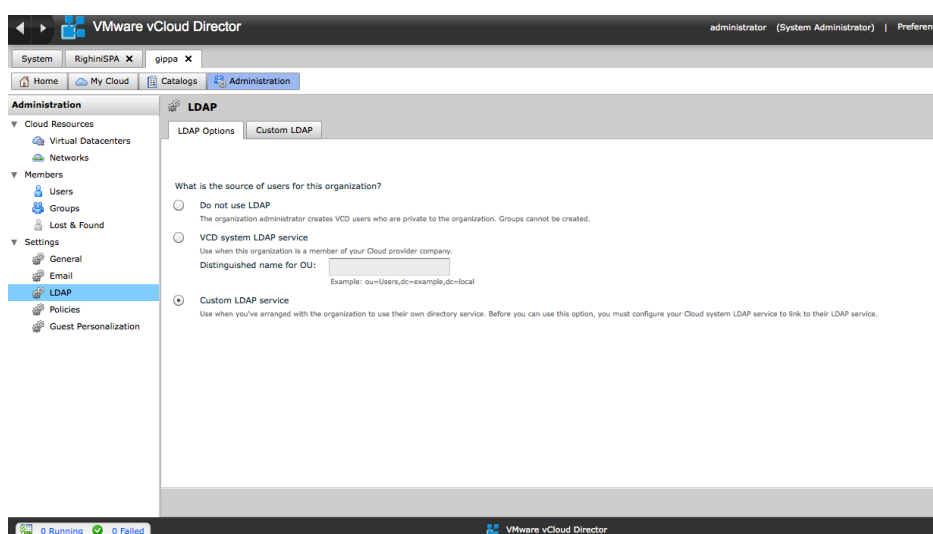 VMware vCloud Director
administrator (System Administrator) | Preferen
System RighiniSPA X gippa X
Home My Cloud Catalogs Administration
Administration
Cloud Resources
Virtual Datacenters
Networks
Members
Users
Groups
Lost & Found
Settings
General
Email
LDAP
Policies
Guest Personalization
LDAP
LDAP Options Custom LDAP
What is the source of users for this organization?
Do not use LDAP
The organization administrator creates VCD users who are private to the organization. Groups cannot be created.
VCD system LDAP service
Use when this organization is a member of your Cloud provider company.
Distinguished name for OU:
Example: ou=Users,dc=example,dc=local
Custom LDAP service
Use when you've arranged with the organization to use their own directory service. Before you can use this option, you must configure your Cloud system LDAP service to link to their LDAP service.
0 Running 0 Failed
VMware vCloud Director